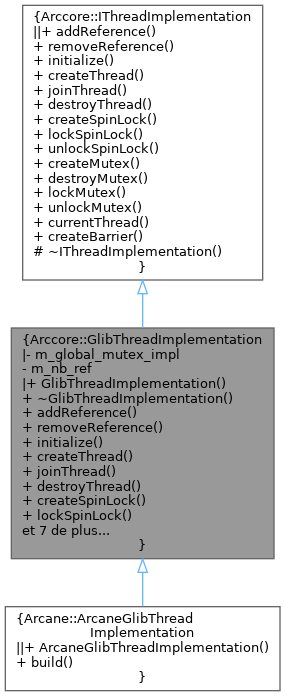 {Arccore::IThreadImplementation
||+ addReference()
+ removeReference()
+ initialize()
+ createThread()
+ joinThread()
+ destroyThread()
+ createSpinLock()
+ lockSpinLock()
+ unlockSpinLock()
+ createMutex()
+ destroyMutex()
+ lockMutex()
+ unlockMutex()
+ currentThread()
+ createBarrier()
# ~IThreadImplementation()
}
{Arccore::GlibThreadImplementation
|- m_global_mutex_impl
- m_nb_ref
|+ GlibThreadImplementation()
+ ~GlibThreadImplementation()
+ addReference()
+ removeReference()
+ initialize()
+ createThread()
+ joinThread()
+ destroyThread()
+ createSpinLock()
+ lockSpinLock()
et 7 de plus...
}
{Arcane::ArcaneGlibThread
Implementation
||+ ArcaneGlibThreadImplementation()
+ build()
}